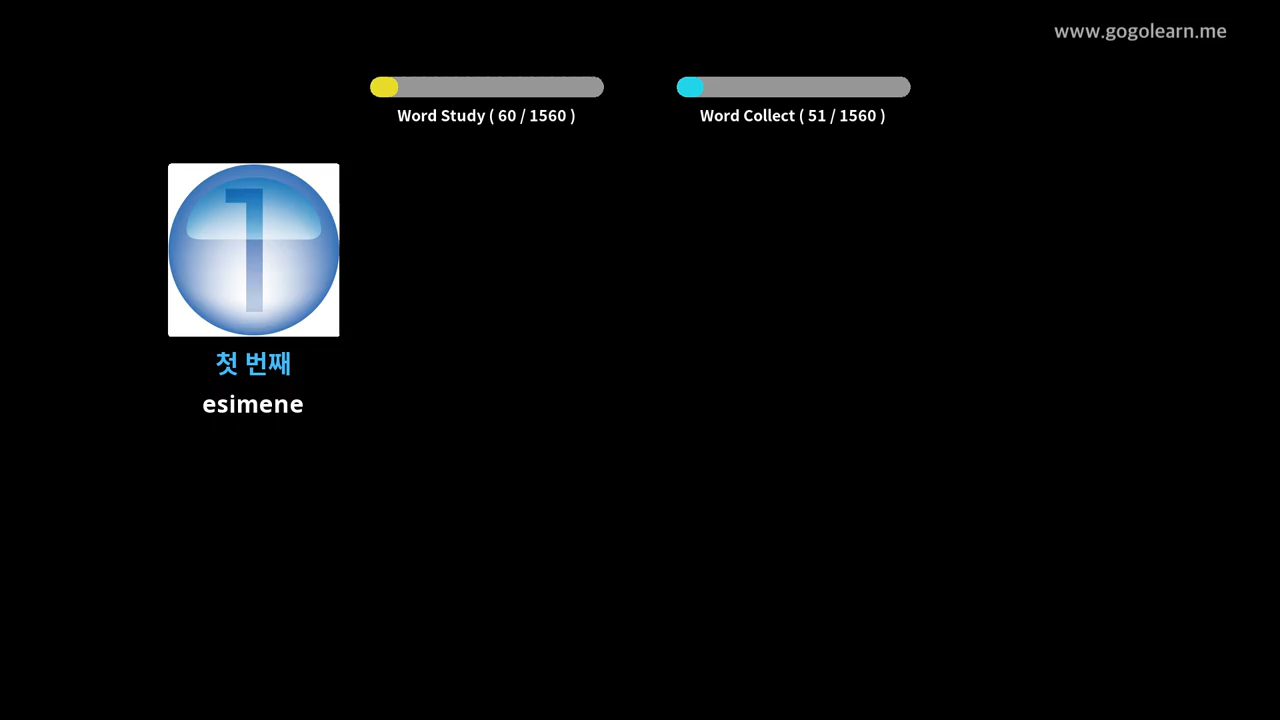 www.gogolearn.me
Word Study ( 60 / 1560 )
Word Collect ( 51 / 1560 )
1
첫 번째
esimene